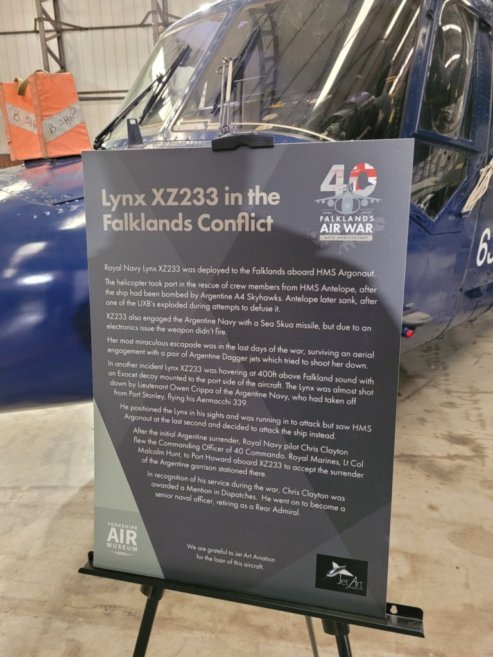 B.SHIP
B.SHIP
Lynx XZ233 in the
Falklands Conflict
40
1982 2022
FALKLANDS
AIR WAR
40TH ANNIVERSARY
Royal Navy Lynx XZ233 was deployed to the Falklands aboard HMS Argonaut.
The helicopter took part in the rescue of crew members from HMS Antelope, after
the ship had been bombed by Argentine A4 Skyhawks. Antelope later sank, after
one of the UXB's exploded during attempts to defuse it.
XZ233 also engaged the Argentine Navy with a Sea Skua missile, but due to an
electronics issue the weapon didn't fire.
Her most miraculous escapade was in the last days of the war, surviving an aerial
engagement with a pair of Argentine Dagger jets which tried to shoot her down.
In another incident Lynx XZ233 was hovering at 400ft above Falkland sound with
an Exocet decoy mounted to the port side of the aircraft. The Lynx was almost shot
down by Lieutenant Owen Crippa of the Argentine Navy, who had taken off
from Port Stanley, flying his Aermacchi 339.
He positioned the Lynx in his sights and was running in to attack but saw HMS
Argonaut at the last second and decided to attack the ship instead.
After the initial Argentine surrender, Royal Navy pilot Chris Clayton
flew the Commanding Officer of 40 Commando, Royal Marines, Lt Col
Malcolm Hunt, to Port Howard aboard XZ233 to accept the surrender
of the Argentine garrison stationed there.
In recognition of his service during the war, Chris Clayton was
awarded a Mention in Dispatches. He went on to become a
senior naval officer, retiring as a Rear Admiral.
YORKSHIRE
AIR
MUSEUM
We are grateful to Jet Art Aviation
for the loan of this aircraft.
Jet Art